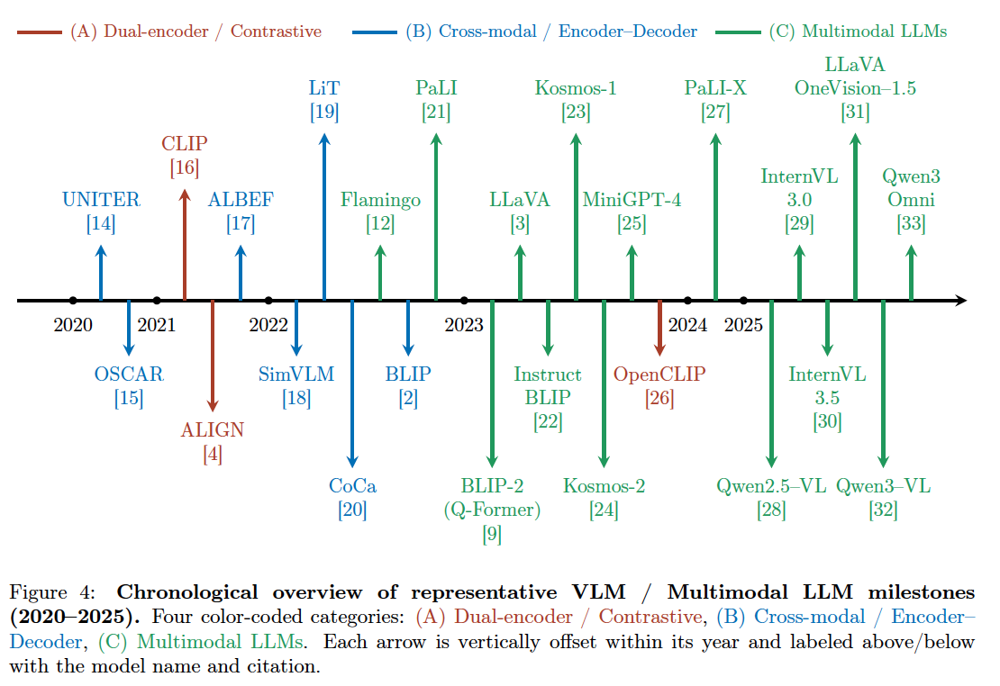 (A) Dual-encoder / Contrastive
(B) Cross-modal / Encoder–Decoder
(C) Multimodal LLMs
LLaVA
OneVision–1.5
[31]
LiT
[19]
PaLI
[21]
Kosmos-1
[23]
PaLI-X
[27]
CLIP
[16]
UNITER
[14]
ALBEF
[17]
Flamingo
[12]
LLaVA
[3]
MiniGPT-4
[25]
InternVL
3.0
[29]
Qwen3
Omni
[33]
2020
2021
2022
2023
2024
2025
OSCAR
[15]
SimVLM
[18]
BLIP
[2]
Instruct
BLIP
[22]
OpenCLIP
[26]
InternVL
3.5
[30]
ALIGN
[4]
CoCa
[20]
BLIP-2
(Q-Former)
[9]
Kosmos-2
[24]
Qwen2.5–VL
[28]
Qwen3–VL
[32]
Figure 4: Chronological overview of representative VLM / Multimodal LLM milestones
(2020–2025). Four color-coded categories: (A) Dual-encoder / Contrastive, (B) Cross-modal / Encoder–
Decoder, (C) Multimodal LLMs. Each arrow is vertically offset within its year and labeled above/below
with the model name and citation.